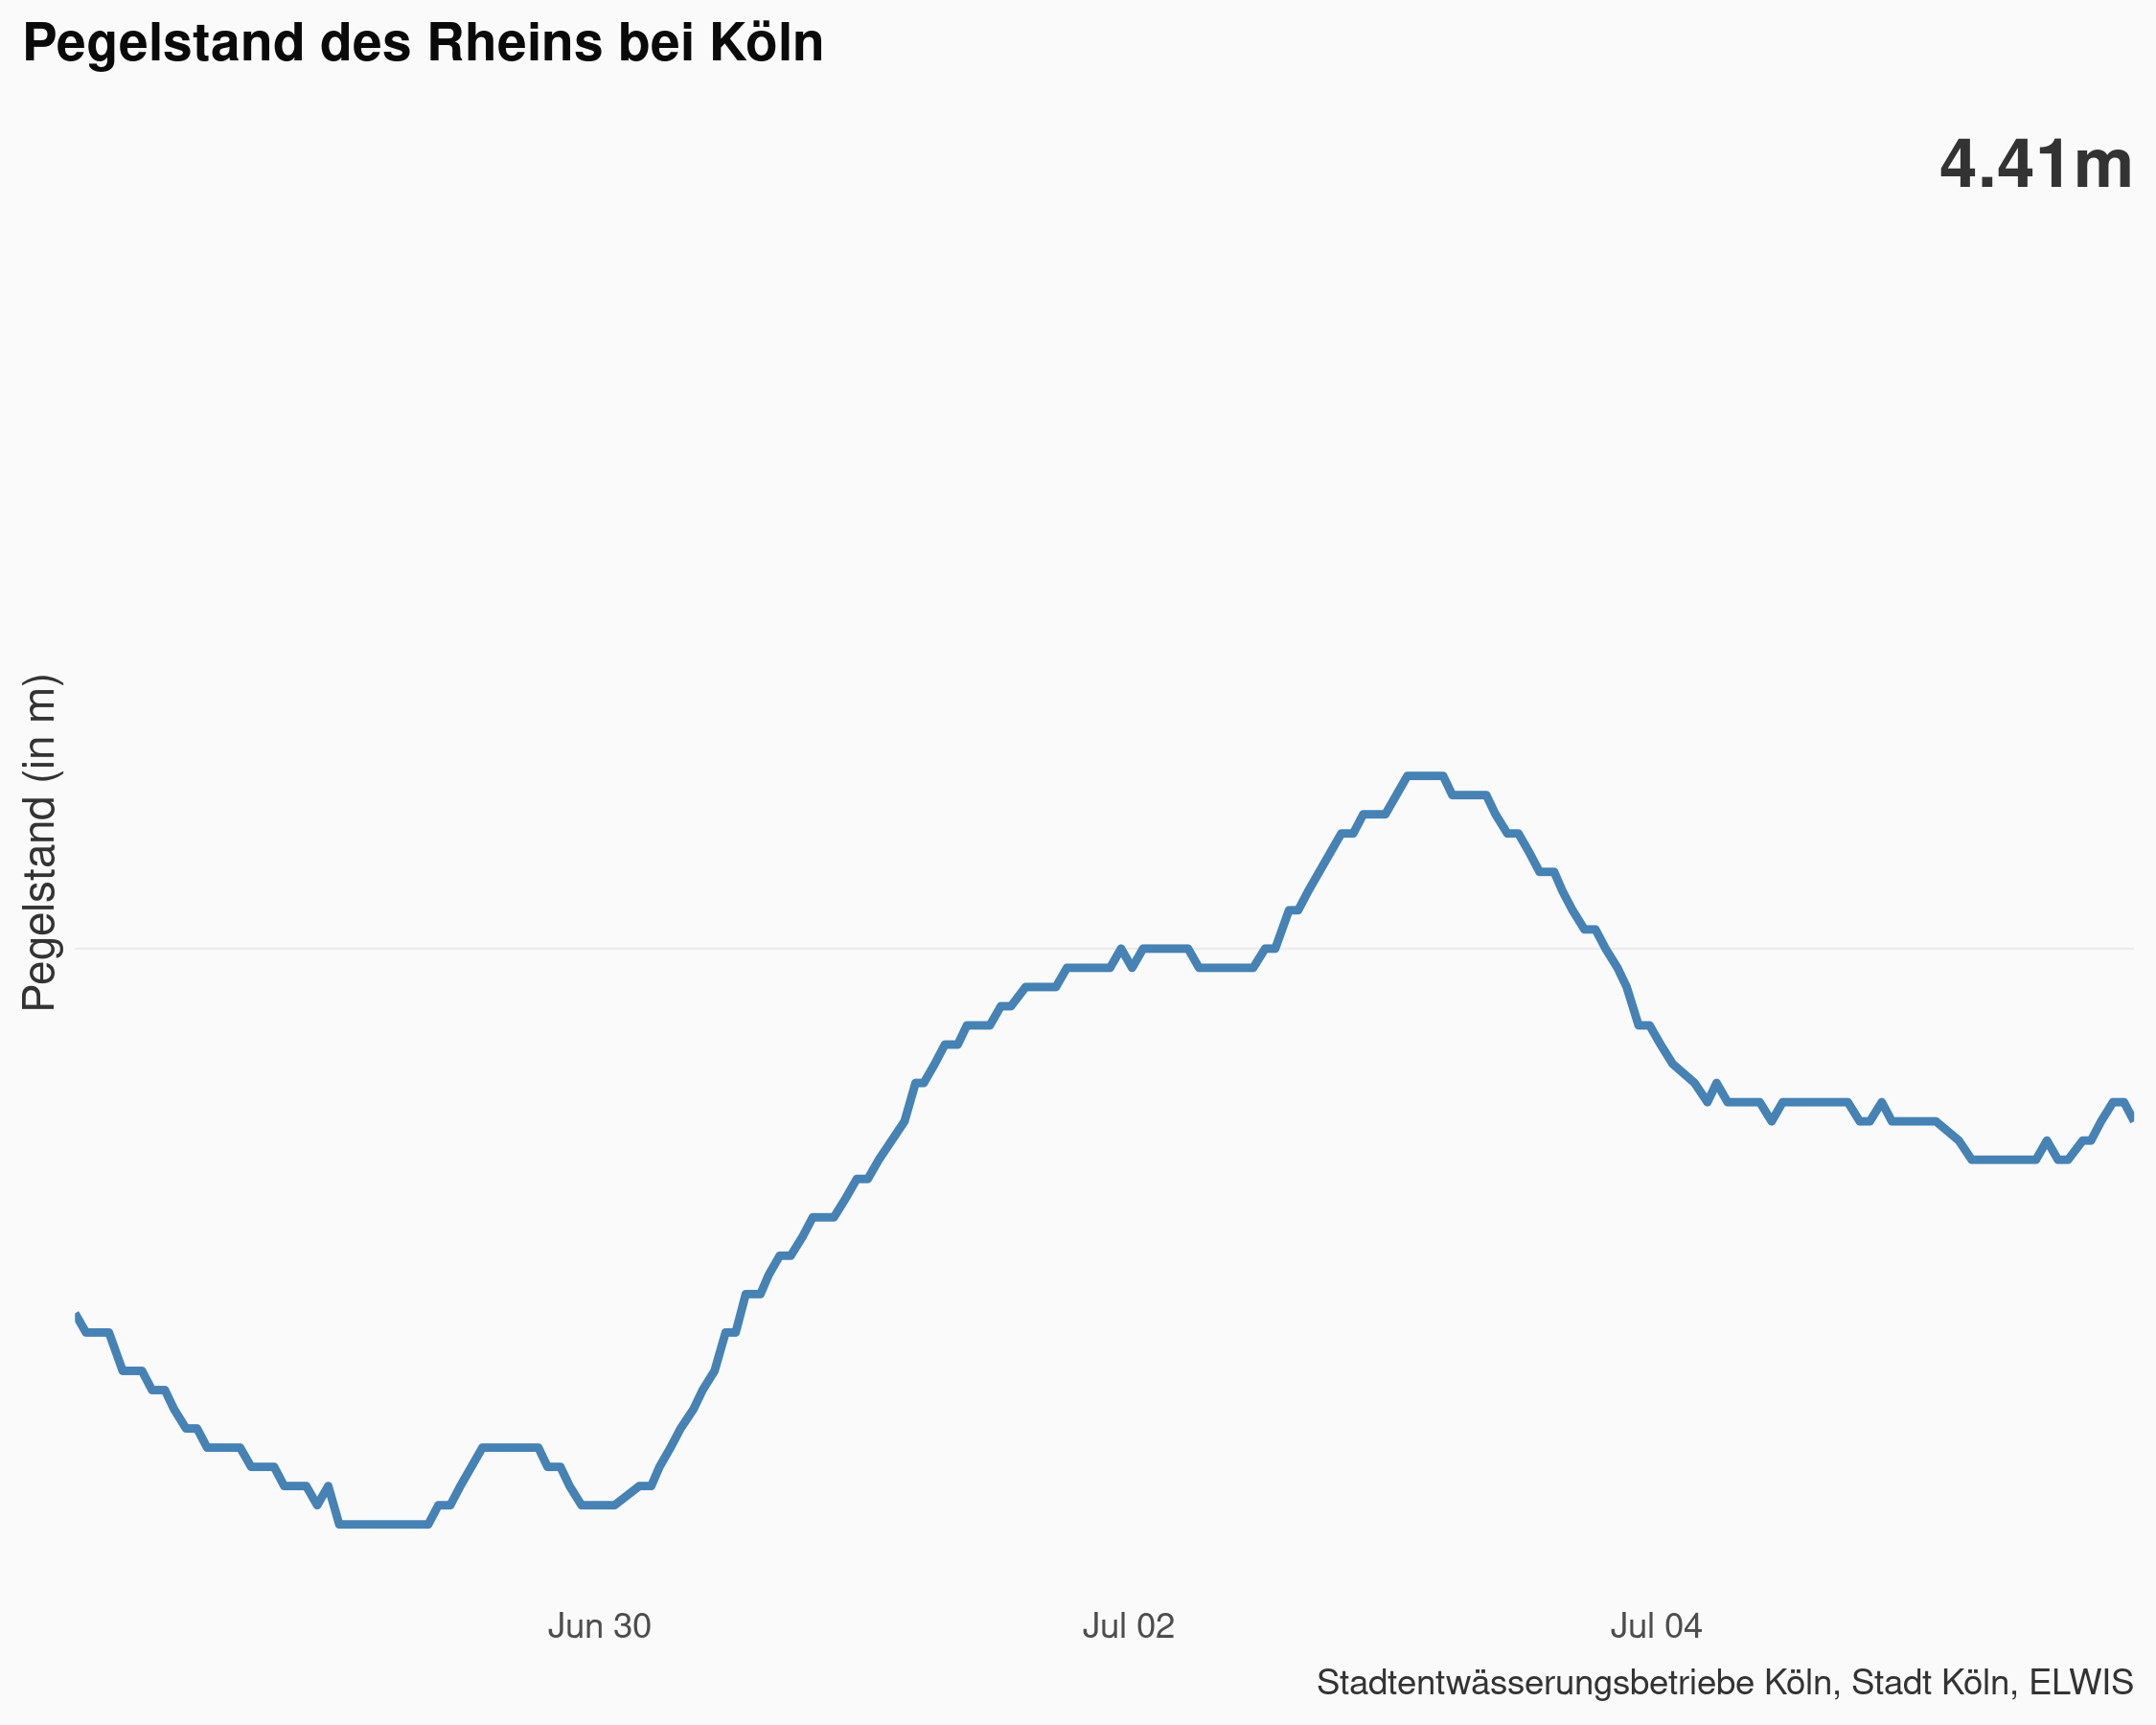 Pegelstand des Rheins bei Köln
4.41m
Pegelstand (in m)
Jun 30
Jul 02
Jul 04
Stadtentwässerungsbetriebe Köln, Stadt Köln, ELWIS